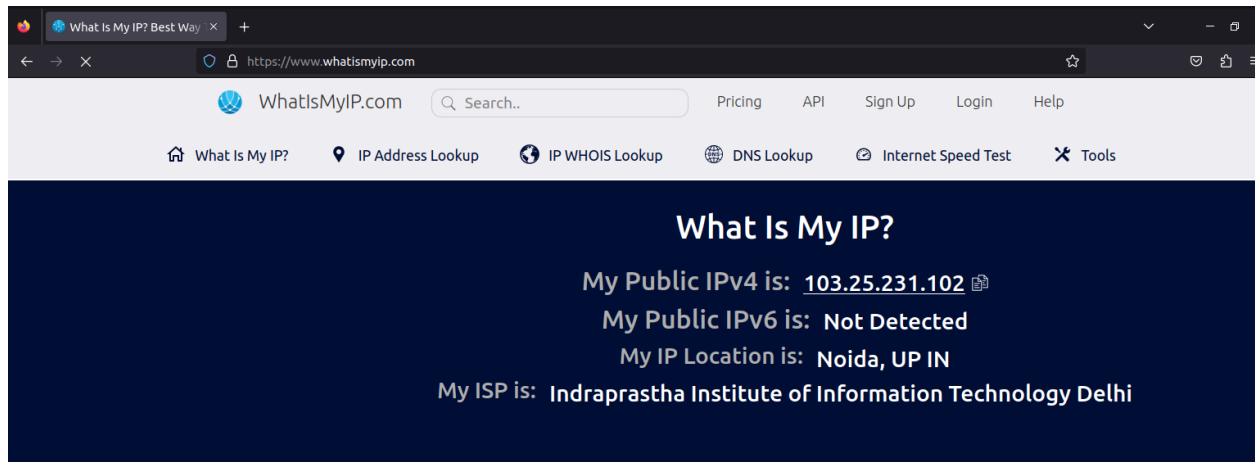 What Is My IP? Best Way
https://www.whatismyip.com
WhatIsMyIP.com Search.. Pricing API Sign Up Login Help
What Is My IP? IP Address Lookup IP WHOIS Lookup DNS DNS Lookup Internet Speed Test Tools
What Is My IP?
My Public IPv4 is: 103.25.231.102
My Public IPv6 is: Not Detected
My IP Location is: Noida, UP IN
My ISP is: Indraprastha Institute of Information Technology Delhi